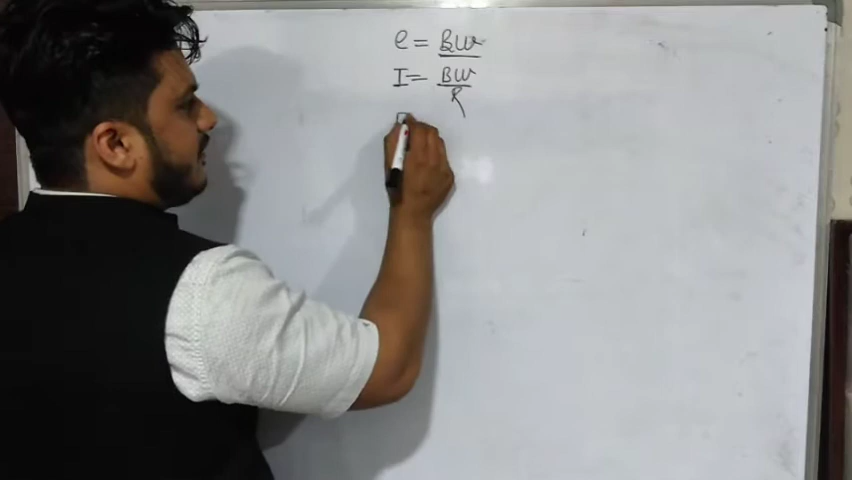 e = Blv
I = Blv/R